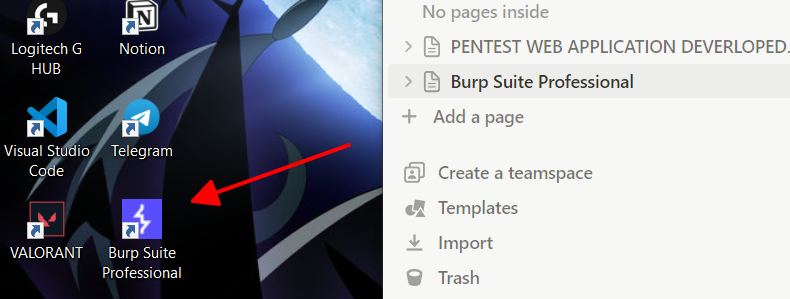 Logitech G
HUB
Notion
Visual Studio
Code
Telegram
VALORANT
Burp Suite
Professional
No pages inside
PENTEST WEB APPLICATION DEVERLOPED.
Burp Suite Professional
Add a page
Create a teamspace
Templates
Import
Trash